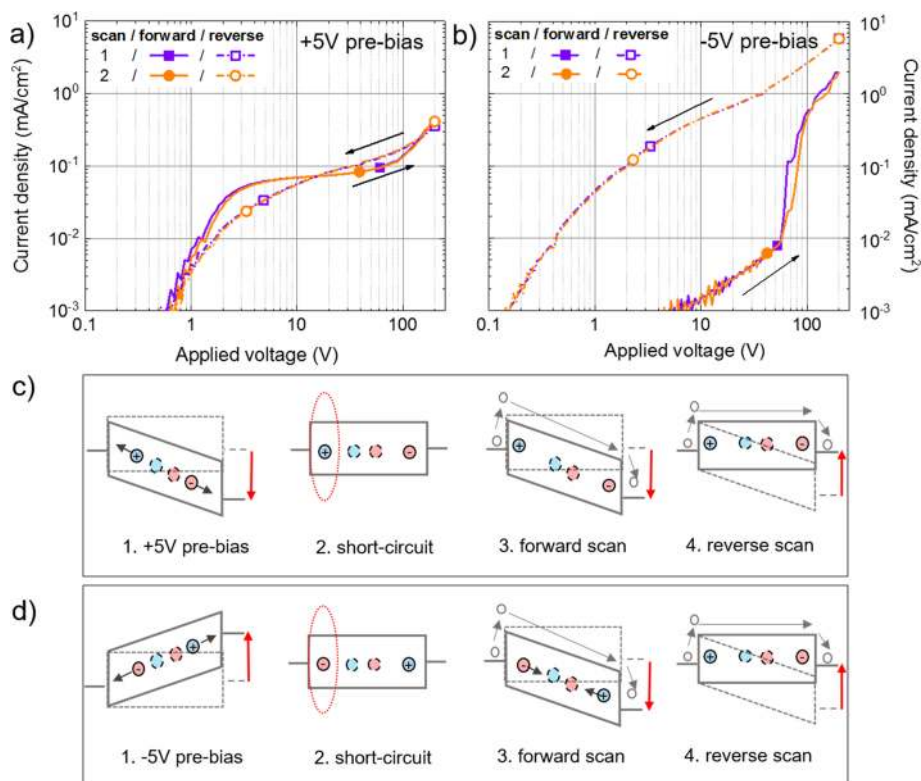 a)
scan / forward / reverse
1 / /
2 / /
+5V pre-bias
Current density (mA/cm²)
10¹
10⁰
10⁻¹
10⁻²
10⁻³
0.1 1 10 100
Applied voltage (V)
b)
scan / forward / reverse
1 / /
2 / /
-5V pre-bias
10¹
10⁰
10⁻¹
10⁻²
10⁻³
Current density (mA/cm²)
0.1 1 10 100
Applied voltage (V)
c)
+ -
+ -
+ -
+ -
1. +5V pre-bias
2. short-circuit
3. forward scan
4. reverse scan
d)
- +
- +
- +
+ -
1. -5V pre-bias
2. short-circuit
3. forward scan
4. reverse scan